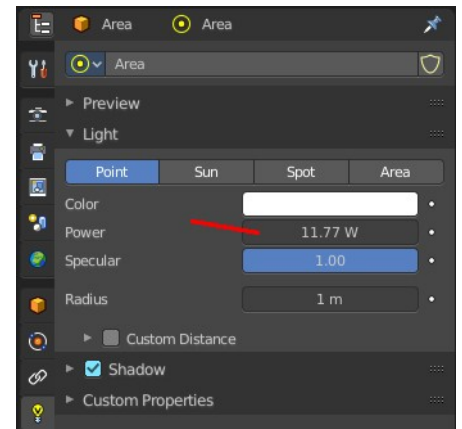 Area Area
Area
Preview
Light
Point Sun Spot Area
Color
Power 11.77 W
Specular 1.00
Radius 1 m
Custom Distance
Shadow
Custom Properties